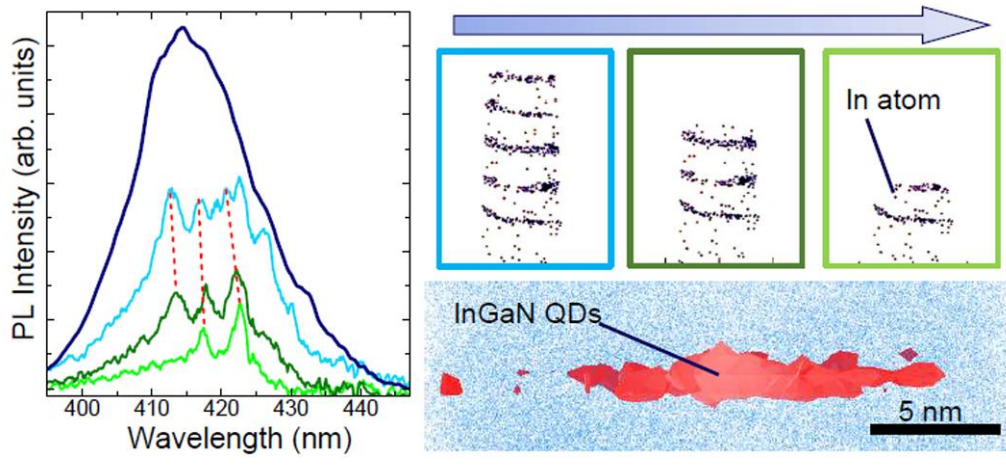 PL Intensity (arb. units)
400 410 420 430 440
Wavelength (nm)
In atom
InGaN QDs
5 nm